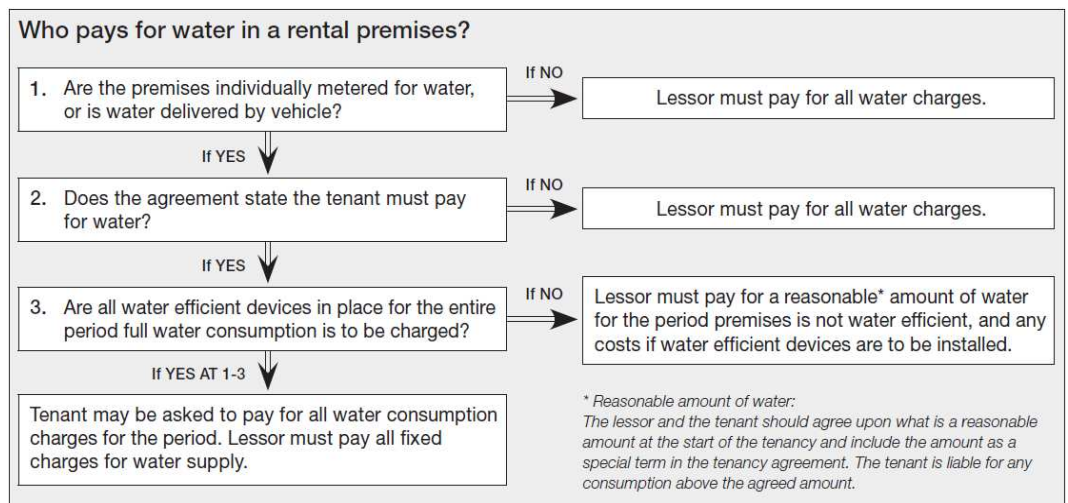 Who pays for water in a rental premises?
1. Are the premises individually metered for water,
or is water delivered by vehicle?
If NO
Lessor must pay for all water charges.
If YES
2. Does the agreement state the tenant must pay
for water?
If NO
Lessor must pay for all water charges.
If YES
3. Are all water efficient devices in place for the entire
period full water consumption is to be charged?
If NO
Lessor must pay for a reasonable* amount of water
for the period premises is not water efficient, and any
costs if water efficient devices are to be installed.
If YES AT 1-3
Tenant may be asked to pay for all water consumption
charges for the period. Lessor must pay all fixed
charges for water supply.
* Reasonable amount of water:
The lessor and the tenant should agree upon what is a reasonable
amount at the start of the tenancy and include the amount as a
special term in the tenancy agreement. The tenant is liable for any
consumption above the agreed amount.